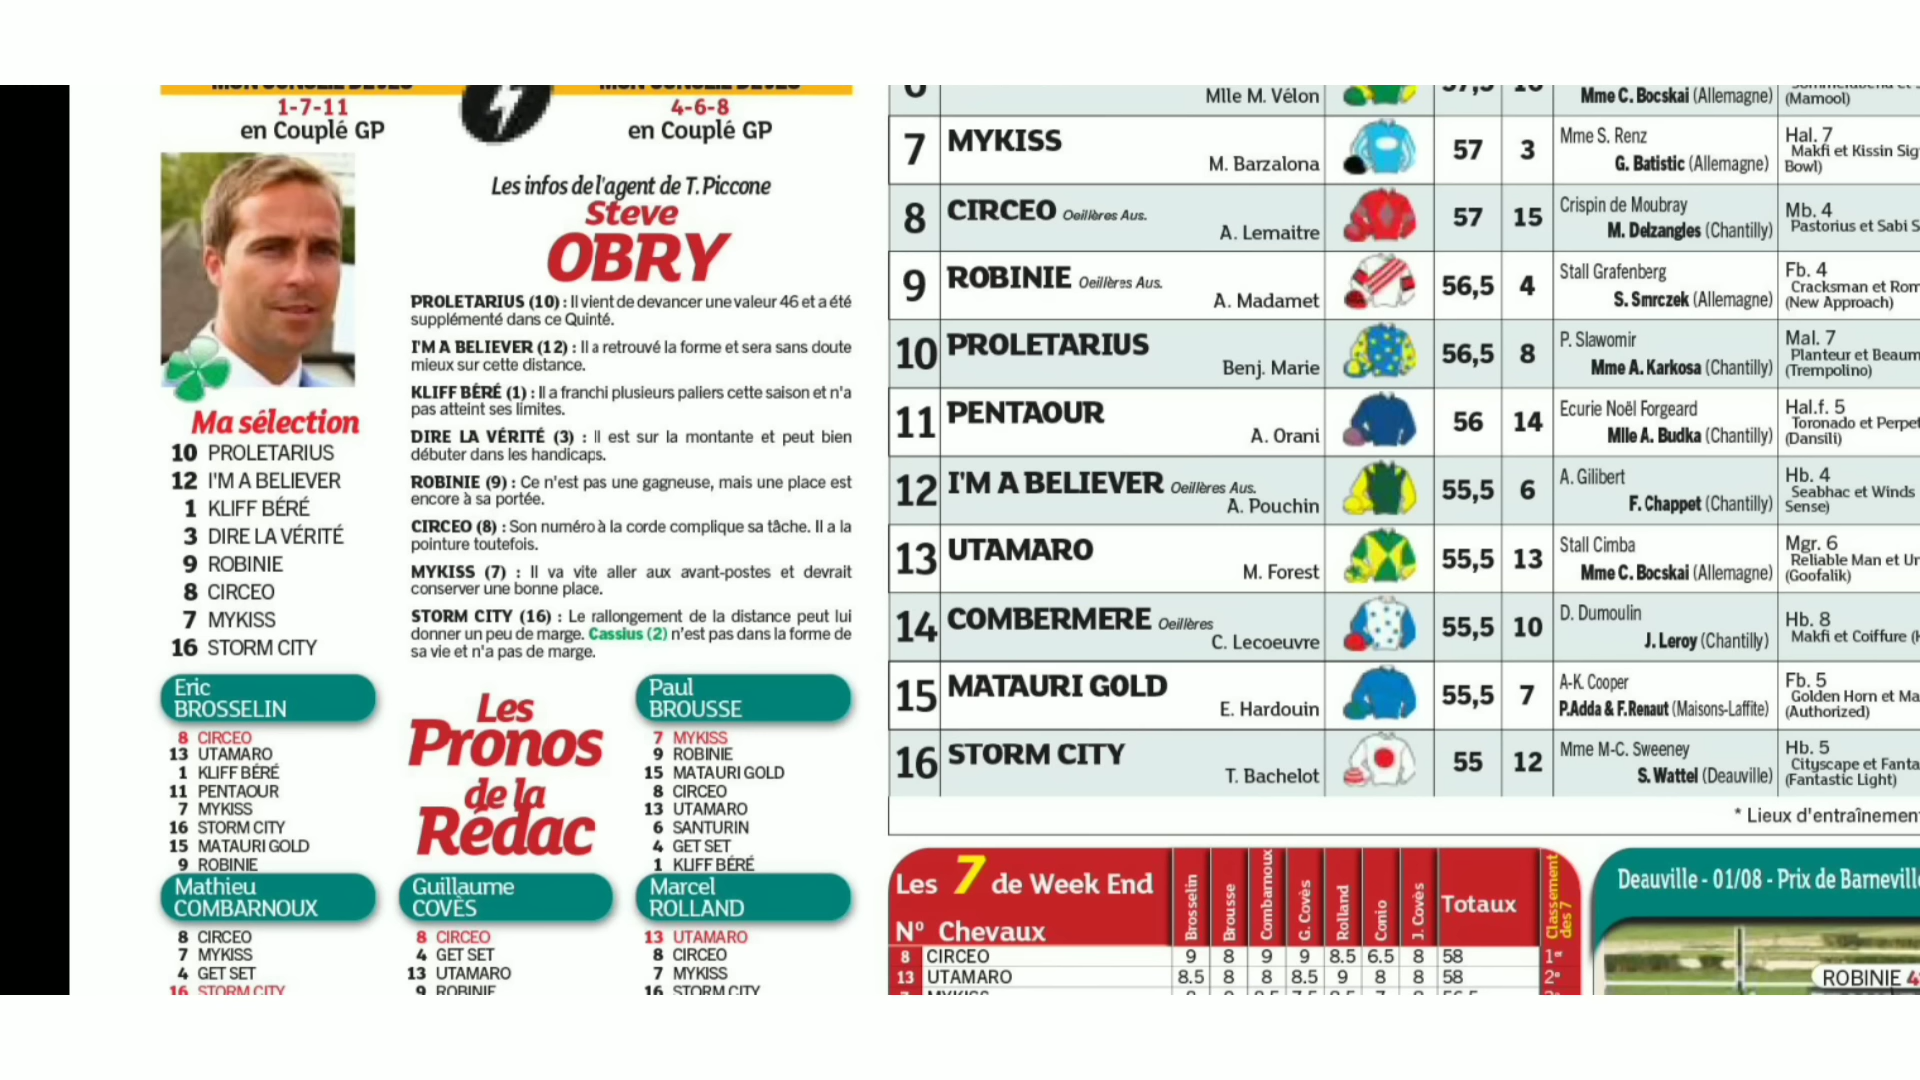 1-7-11
en Couplé GP
4-6-8
en Couplé GP
Les infos de l'agent de T. Piccone
Steve
OBRY
PROLETARIUS (10) : Il vient de devancer une valeur 46 et a été
supplémenté dans ce Quinté.
I'M A BELIEVER (12) : Il a retrouvé la forme et sera sans doute
mieux sur cette distance.
KLIFF BÉRÉ (1) : Il a franchi plusieurs paliers cette saison et n'a
pas atteint ses limites.
DIRE LA VÉRITÉ (3) : Il est sur la montante et peut bien
débuter dans les handicaps.
ROBINIE (9) : Ce n'est pas une gagneuse, mais une place est
encore à sa portée.
CIRCEO (8) : Son numéro à la corde complique sa tâche. Il a la
pointure toutefois.
MYKISS (7) : Il va vite aller aux avant-postes et devrait
conserver une bonne place.
STORM CITY (16) : Le rallongement de la distance peut lui
donner un peu de marge. Cassius (2) n'est pas dans la forme de
sa vie et n'a pas de marge.
Ma sélection
10 PROLETARIUS
12 I'M A BELIEVER
1 KLIFF BÉRÉ
3 DIRE LA VÉRITÉ
9 ROBINIE
8 CIRCEO
7 MYKISS
16 STORM CITY
Eric
BROSSELIN
8 CIRCEO
13 UTAMARO
1 KLIFF BÉRÉ
11 PENTAOUR
7 MYKISS
16 STORM CITY
15 MATAURI GOLD
9 ROBINIE
Les
Pronos
de la
Rédac
Paul
BROUSSE
7 MYKISS
9 ROBINIE
15 MATAURI GOLD
8 CIRCEO
13 UTAMARO
6 SANTURIN
4 GET SET
1 KLIFF BÉRÉ
Mathieu
COMBARNOUX
8 CIRCEO
7 MYKISS
4 GET SET
16 STORM CITY
Guillaume
COVÈS
8 CIRCEO
4 GET SET
13 UTAMARO
9 ROBINIE
Marcel
ROLLAND
13 UTAMARO
8 CIRCEO
7 MYKISS
16 STORM CITY
Mlle M. Vélon
Mme C. Bocskai (Allemagne)
(Mamool)
7 MYKISS M. Barzalona 57 3 Mme S. Renz
G. Batistic (Allemagne)
Hal. 7
Makfi et Kissin Sig
Bowl)
8 CIRCEO Oeillères Aus. A. Lemaitre 57 15 Crispin de Moubray
M. Delzangles (Chantilly)
Mb. 4
Pastorius et Sabi S
9 ROBINIE Oeillères Aus. A. Madamet 56,5 4 Stall Grafenberg
S. Smrczek (Allemagne)
Fb. 4
Cracksman et Rom
(New Approach)
10 PROLETARIUS Benj. Marie 56,5 8 P. Slawomir
Mme A. Karkosa (Chantilly)
Mal. 7
Planteur et Beaum
(Trempolino)
11 PENTAOUR A. Orani 56 14 Ecurie Noël Forgeard
Mlle A. Budka (Chantilly)
Hal.f. 5
Toronado et Perpet
(Dansili)
12 I'M A BELIEVER Oeillères Aus. A. Pouchin 55,5 6 A. Gilibert
F. Chappet (Chantilly)
Hb. 4
Seabhac et Winds
Sense)
13 UTAMARO M. Forest 55,5 13 Stall Cimba
Mme C. Bocskai (Allemagne)
Mgr. 6
Reliable Man et Ur
(Goofalik)
14 COMBERMERE Oeillères C. Lecoeuvre 55,5 10 D. Dumoulin
J. Leroy (Chantilly)
Hb. 8
Makfi et Coiffure (
15 MATAURI GOLD E. Hardouin 55,5 7 A-K. Cooper
P.Adda & F.Renaut (Maisons-Laffite)
Fb. 5
Golden Horn et Ma
(Authorized)
16 STORM CITY T. Bachelot 55 12 Mme M-C. Sweeney
S. Wattel (Deauville)
Hb. 5
Cityscape et Fanta
(Fantastic Light)
* Lieux d'entraînemen
Les 7 de Week End
N° Chevaux Brosselin Brousse Combarnoux G. Covès Rolland Conio J. Covès Totaux Classement des 7
8 CIRCEO 9 8 9 9 8.5 6.5 8 58 1er
13 UTAMARO 8.5 8 8 8.5 9 8 8 58 2e
Deauville - 01/08 - Prix de Barneville
ROBINIE 4